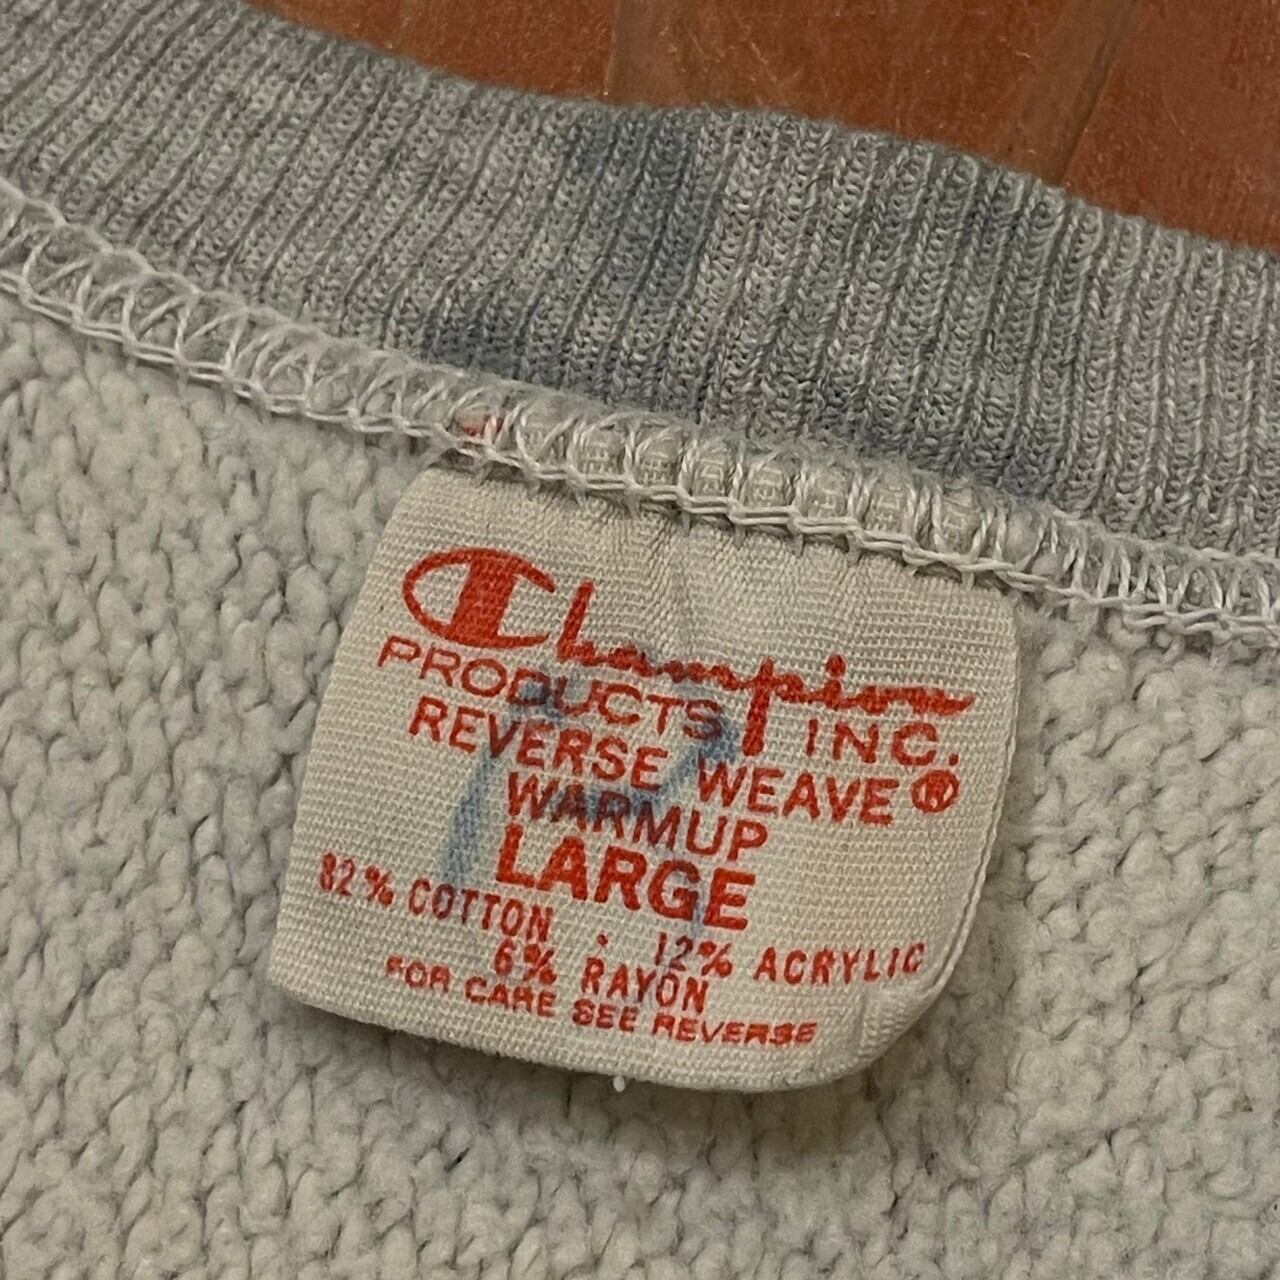 Champion
PRODUCTS INC.
REVERSE WEAVE®
WARMUP
LARGE
82% COTTON · 12% ACRYLIC
6% RAYON
FOR CARE SEE REVERSE